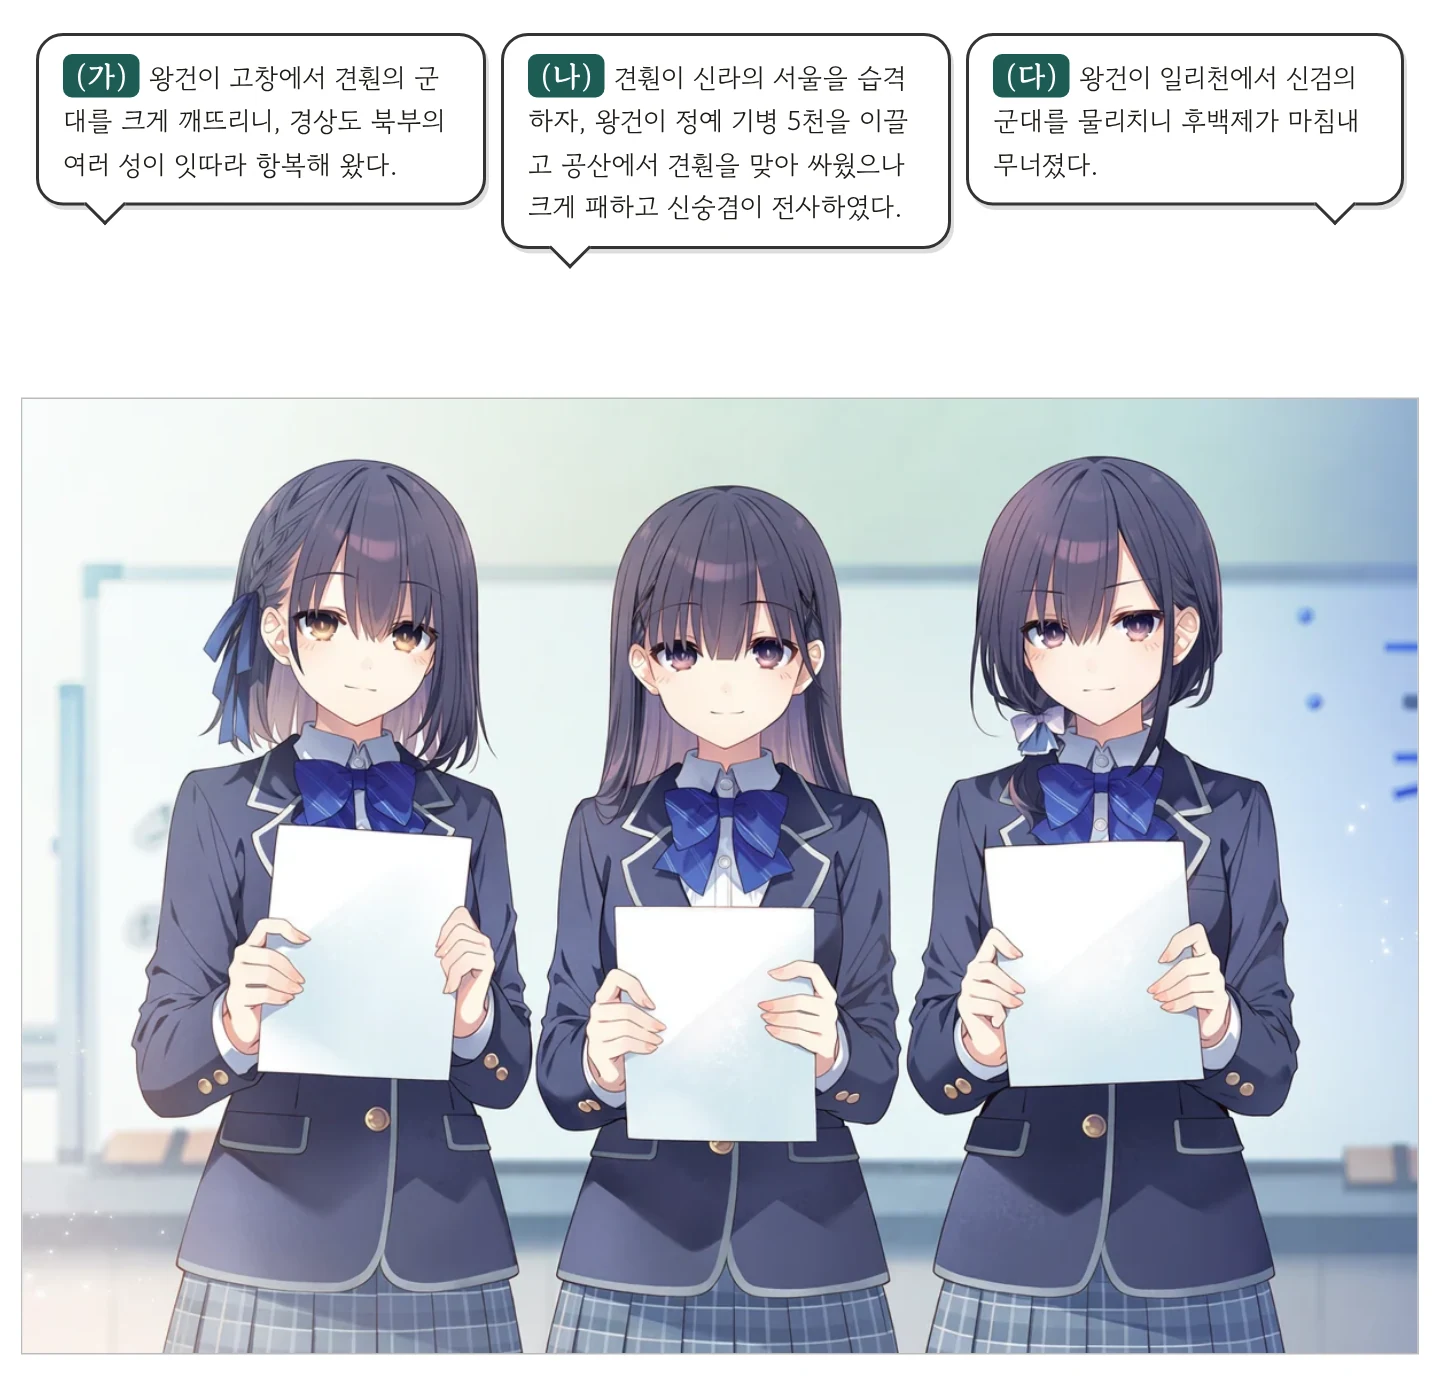 (가) 왕건이 고창에서 견훤의 군
대를 크게 깨뜨리니, 경상도 북부의
여러 성이 잇따라 항복해 왔다.
(나) 견훤이 신라의 서울을 습격
하자, 왕건이 정예 기병 5천을 이끌
고 공산에서 견훤을 맞아 싸웠으나
크게 패하고 신숭겸이 전사하였다.
(다) 왕건이 일리천에서 신검의
군대를 물리치니 후백제가 마침내
무너졌다.